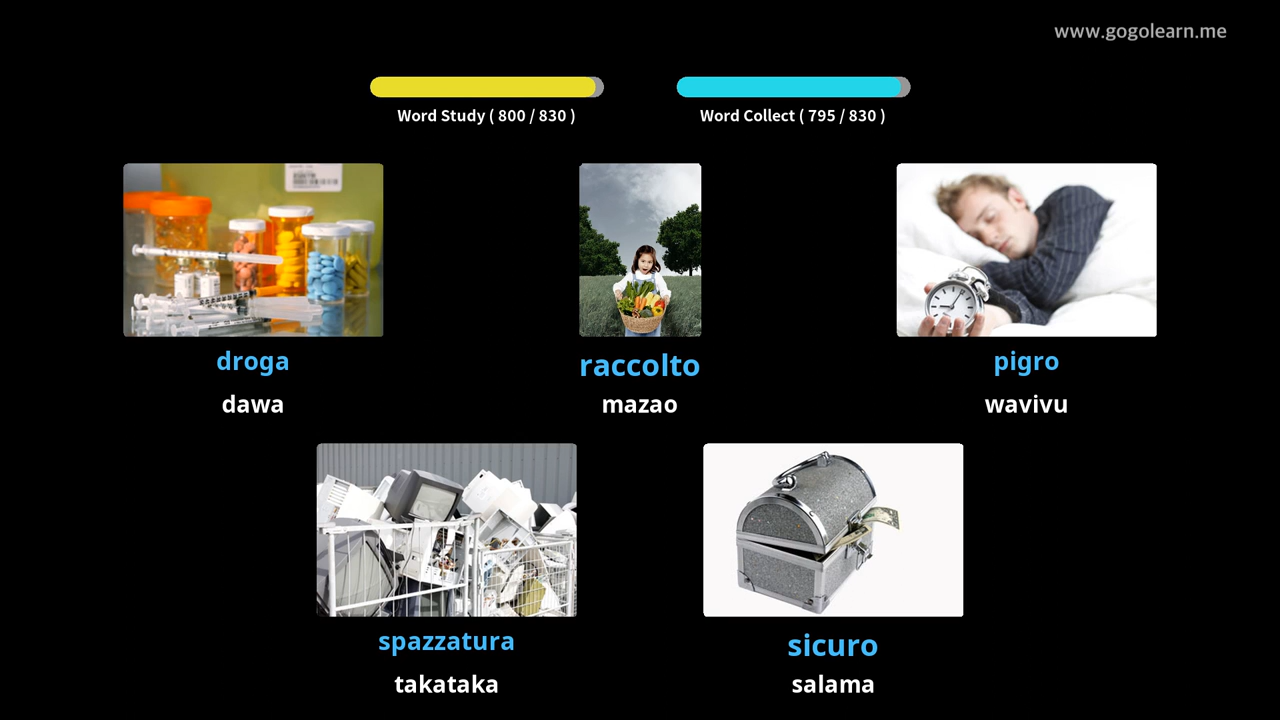 www.gogolearn.me
Word Study ( 800 / 830 )
Word Collect ( 795 / 830 )
droga
dawa
raccolto
mazao
pigro
wavivu
spazzatura
takataka
sicuro
salama